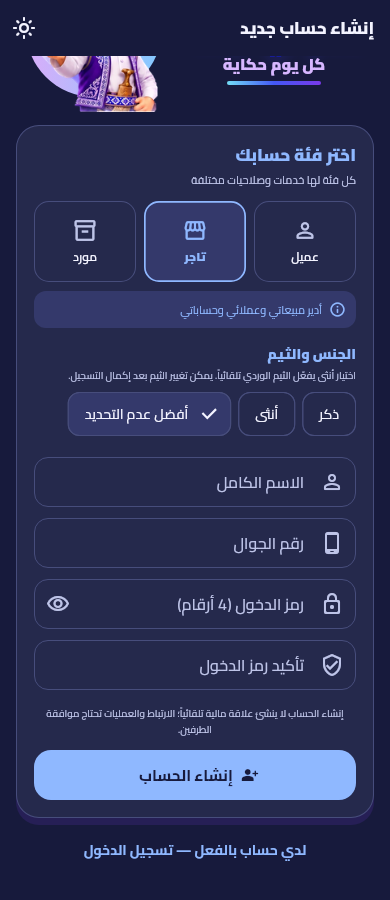 إنشاء حساب جديد
كل يوم حكاية
اختر فئة حسابك
كل فئة لها خدمات وصلاحيات مختلفة
عميل
تاجر
مورد
أدير مبيعاتي وعملائي وحساباتي
الجنس والثيم
اختيار أنثى يفعّل الثيم الوردي تلقائياً. يمكن تغيير الثيم بعد إكمال التسجيل.
ذكر
أنثى
أفضل عدم التحديد
الاسم الكامل
رقم الجوال
رمز الدخول (4 أرقام)
تأكيد رمز الدخول
إنشاء الحساب لا ينشئ علاقة مالية تلقائياً؛ الارتباط والعمليات تحتاج موافقة
الطرفين.
إنشاء الحساب
لدي حساب بالفعل — تسجيل الدخول